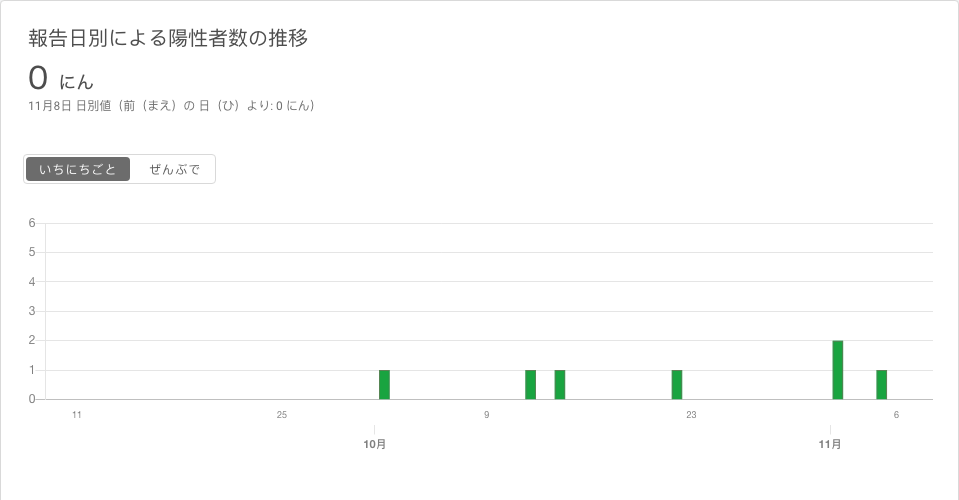 報告日別による陽性者数の推移
0 にん
11月8日 日別値（前（まえ）の 日（ひ）より: 0 にん）
いちにちごと ぜんぶで
6
5
4
3
2
1
0
11 25 9 23 6
10月 11月